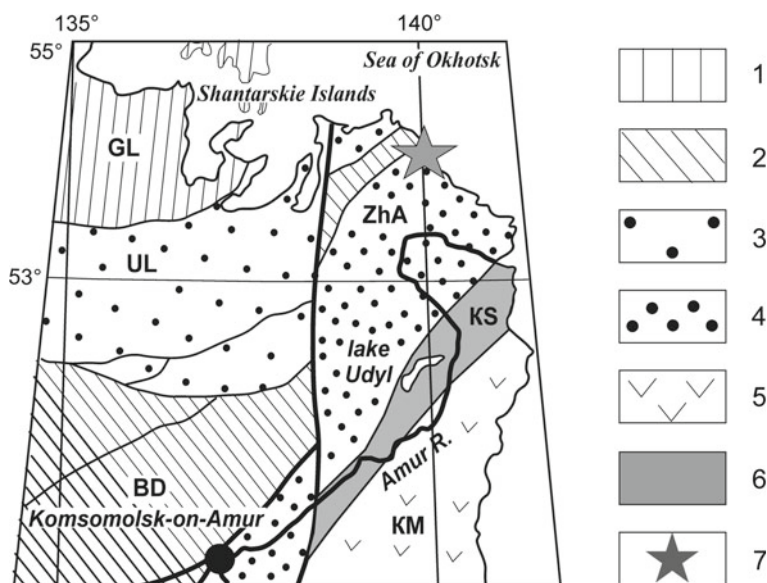 135°
140°
55°
Sea of Okhotsk
Shantarskie Islands
GL
ZhA
UL
53°
KS
lake
Udyl
Amur R.
BD
Komsomolsk-on-Amur
KM
1
2
3
4
5
6
7